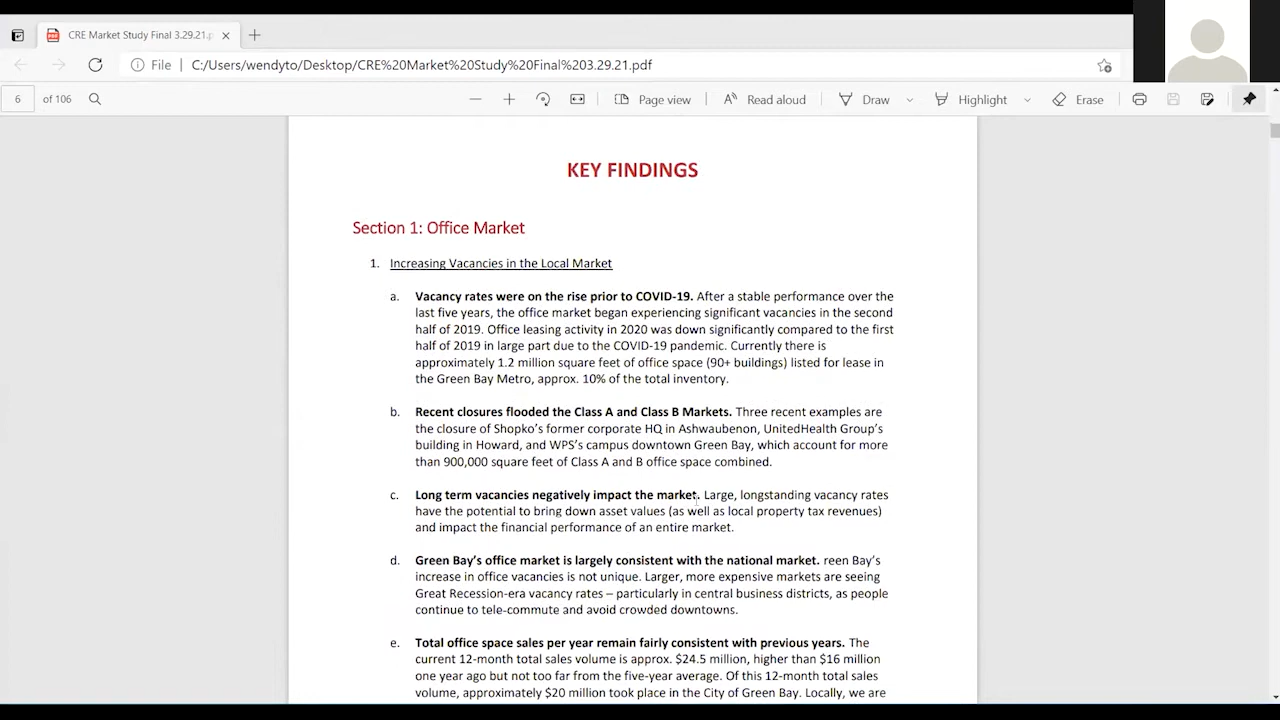 CRE Market Study Final 3.29.21.p
File | C:/Users/wendyto/Desktop/CRE%20Market%20Study%20Final%203.29.21.pdf
6 of 106 Page view Read aloud Draw Highlight Erase
KEY FINDINGS
Section 1: Office Market
1. Increasing Vacancies in the Local Market
a. Vacancy rates were on the rise prior to COVID-19. After a stable performance over the
last five years, the office market began experiencing significant vacancies in the second
half of 2019. Office leasing activity in 2020 was down significantly compared to the first
half of 2019 in large part due to the COVID-19 pandemic. Currently there is
approximately 1.2 million square feet of office space (90+ buildings) listed for lease in
the Green Bay Metro, approx. 10% of the total inventory.
b. Recent closures flooded the Class A and Class B Markets. Three recent examples are
the closure of Shopko's former corporate HQ in Ashwaubenon, UnitedHealth Group's
building in Howard, and WPS's campus downtown Green Bay, which account for more
than 900,000 square feet of Class A and B office space combined.
c. Long term vacancies negatively impact the market. Large, longstanding vacancy rates
have the potential to bring down asset values (as well as local property tax revenues)
and impact the financial performance of an entire market.
d. Green Bay's office market is largely consistent with the national market. reen Bay's
increase in office vacancies is not unique. Larger, more expensive markets are seeing
Great Recession-era vacancy rates – particularly in central business districts, as people
continue to tele-commute and avoid crowded downtowns.
e. Total office space sales per year remain fairly consistent with previous years. The
current 12-month total sales volume is approx. $24.5 million, higher than $16 million
one year ago but not too far from the five-year average. Of this 12-month total sales
volume, approximately $20 million took place in the City of Green Bay. Locally, we are